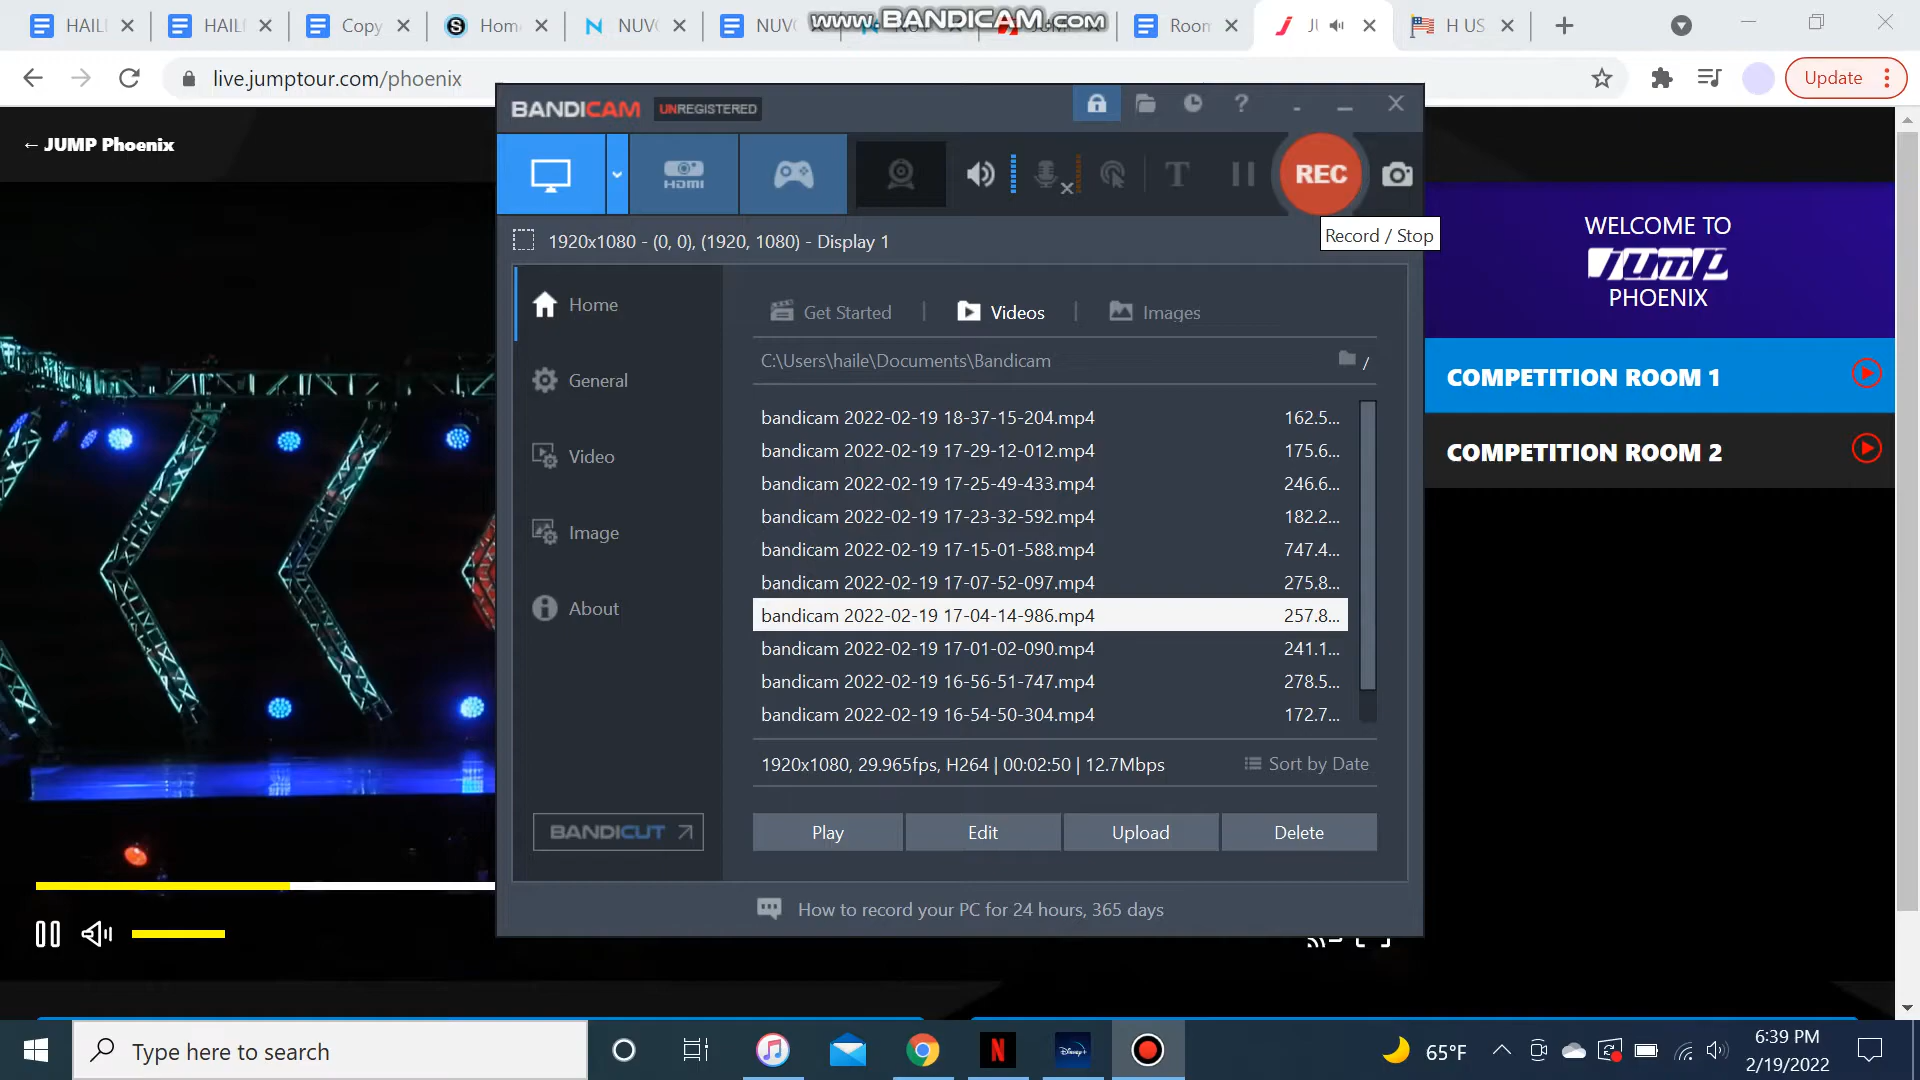 HAILE
HAILE
Copy
Home
NUVO
NUVO
JUMP
Room
JU
H US
www.BANDICAM.com
live.jumptour.com/phoenix
Update
← JUMP Phoenix
BANDICAM UNREGISTERED
HDMI
T
REC
Record / Stop
1920x1080 - (0, 0), (1920, 1080) - Display 1
Home
General
Video
Image
About
BANDICUT
Get Started | Videos | Images
C:\Users\haile\Documents\Bandicam
bandicam 2022-02-19 18-37-15-204.mp4 162.5...
bandicam 2022-02-19 17-29-12-012.mp4 175.6...
bandicam 2022-02-19 17-25-49-433.mp4 246.6...
bandicam 2022-02-19 17-23-32-592.mp4 182.2...
bandicam 2022-02-19 17-15-01-588.mp4 747.4...
bandicam 2022-02-19 17-07-52-097.mp4 275.8...
bandicam 2022-02-19 17-04-14-986.mp4 257.8...
bandicam 2022-02-19 17-01-02-090.mp4 241.1...
bandicam 2022-02-19 16-56-51-747.mp4 278.5...
bandicam 2022-02-19 16-54-50-304.mp4 172.7...
1920x1080, 29.965fps, H264 | 00:02:50 | 12.7Mbps
Sort by Date
Play
Edit
Upload
Delete
How to record your PC for 24 hours, 365 days
WELCOME TO
JUMP
PHOENIX
COMPETITION ROOM 1
COMPETITION ROOM 2
Type here to search
N
Disney+
65°F
6:39 PM
2/19/2022